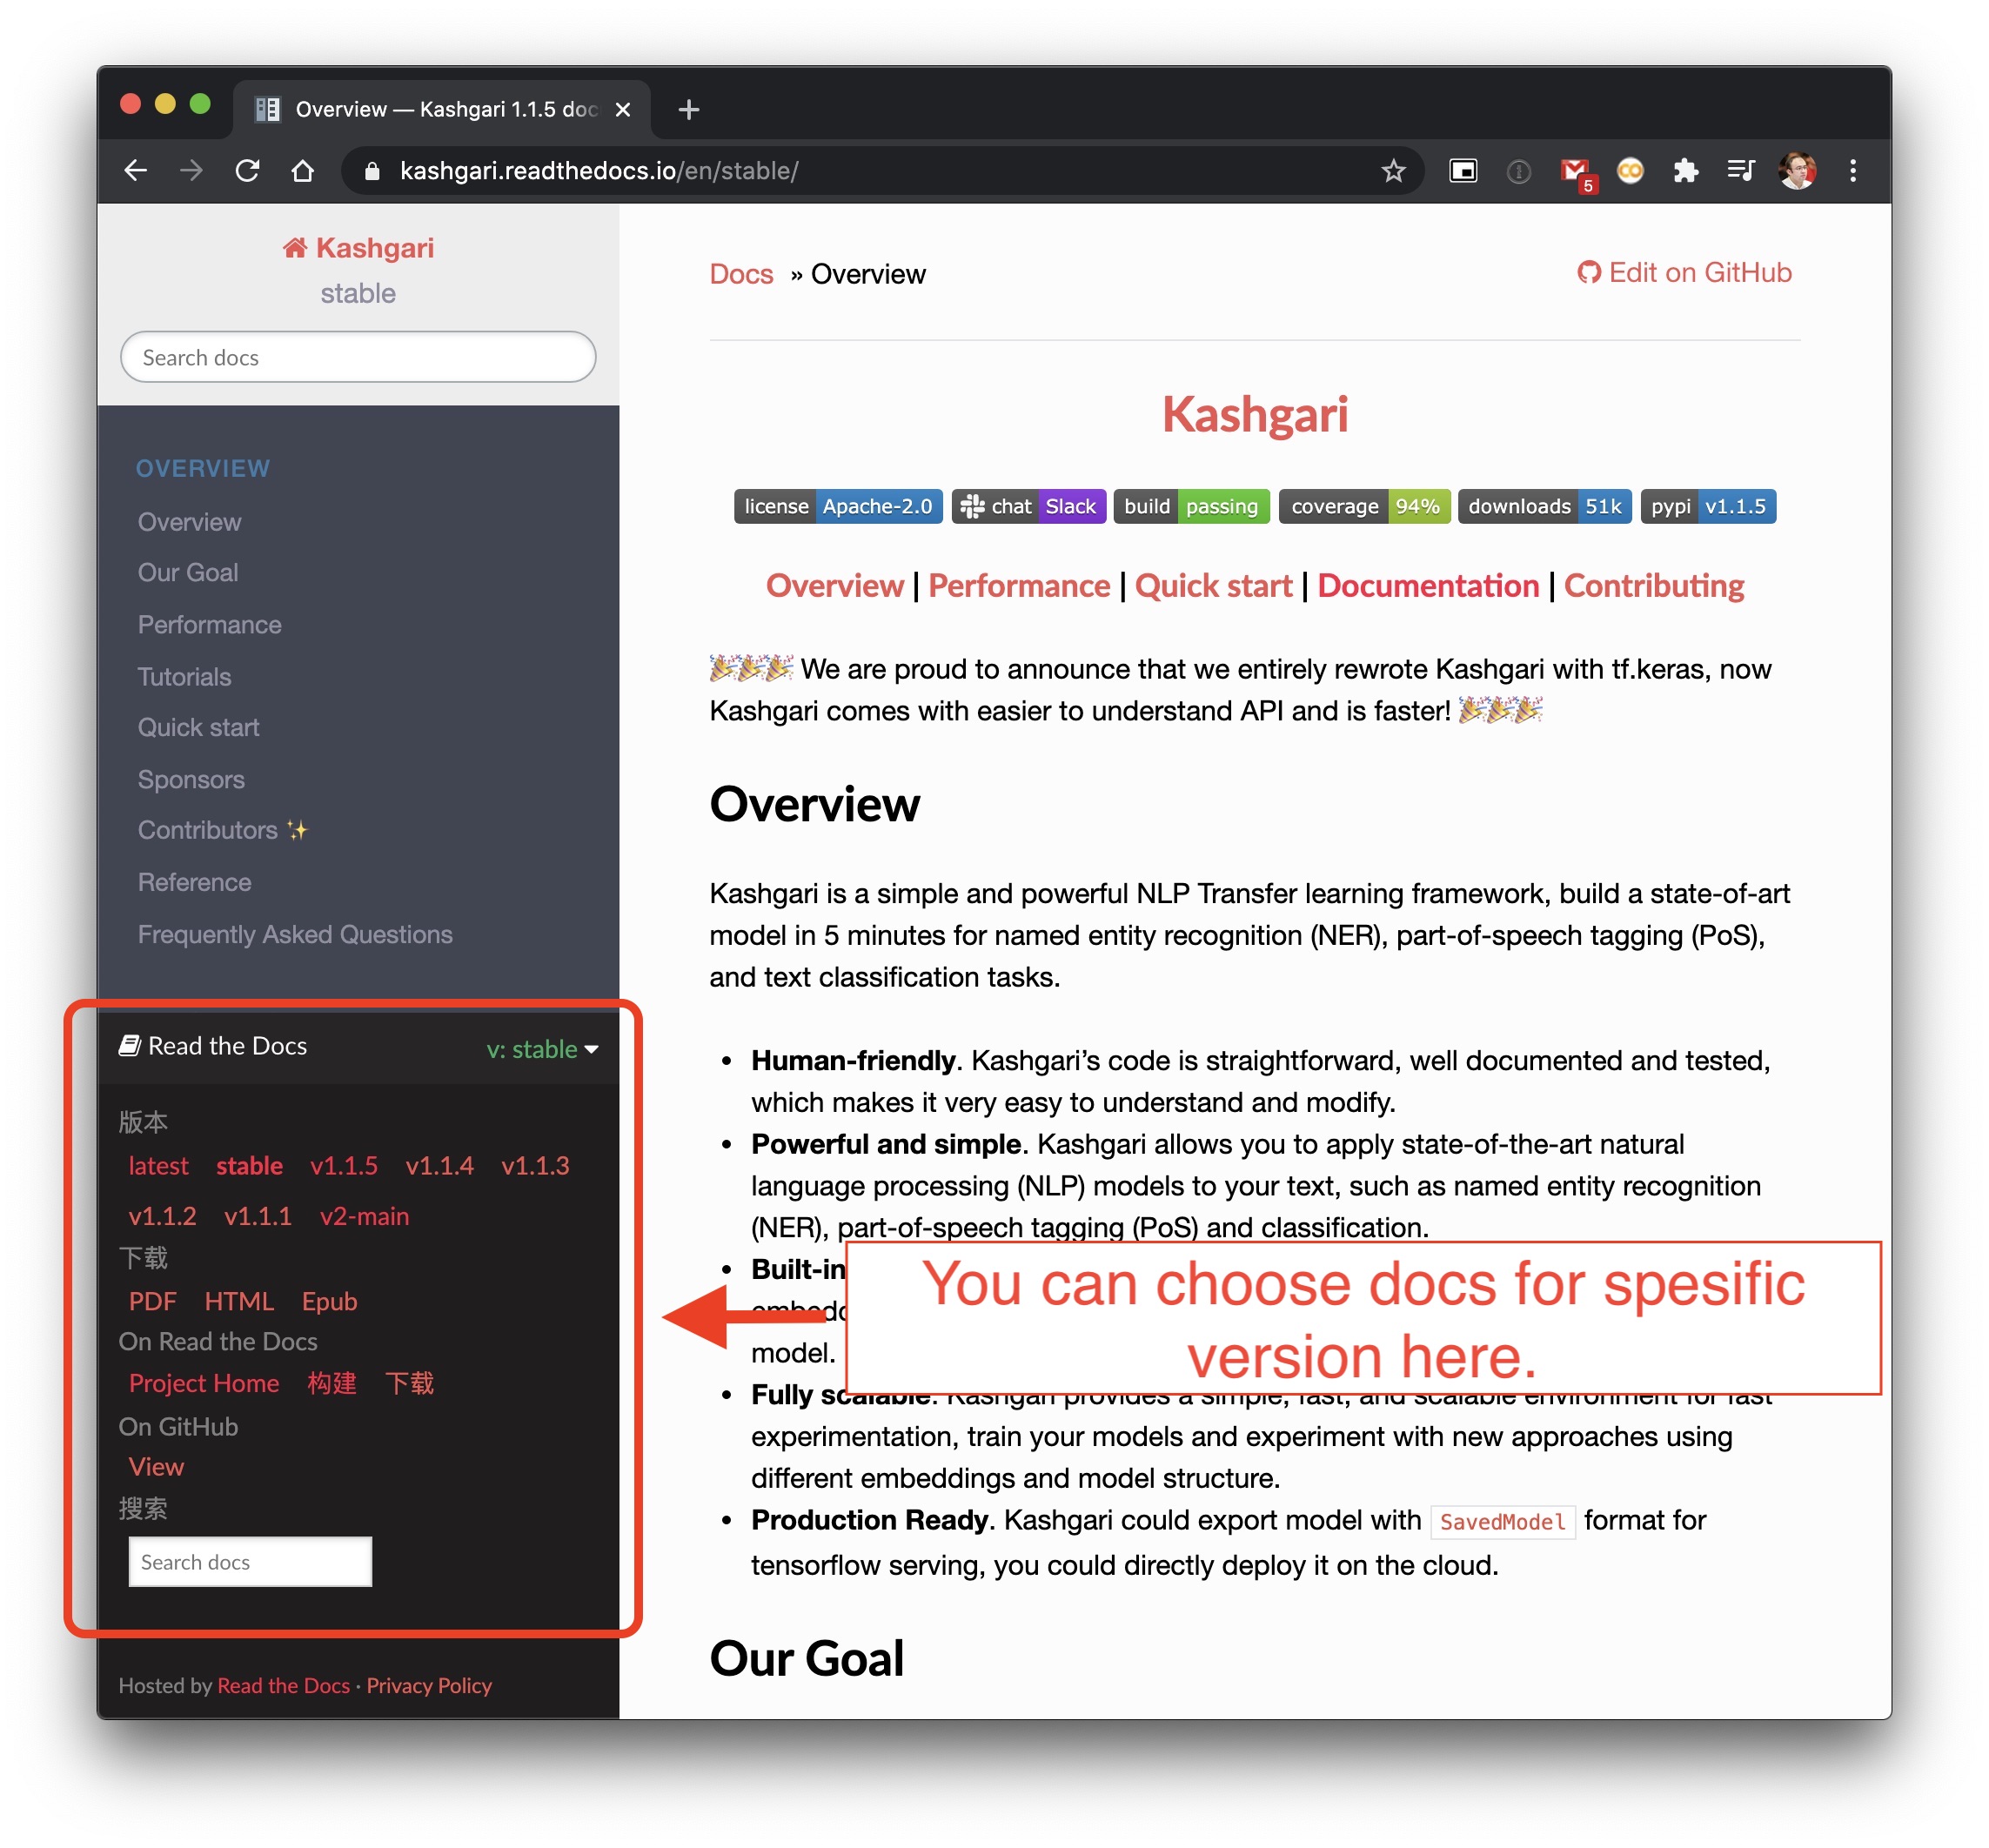 Overview — Kashgari 1.1.5 doc
kashgari.readthedocs.io/en/stable/
5
Kashgari
stable
Search docs
OVERVIEW
Overview
Our Goal
Performance
Tutorials
Quick start
Sponsors
Contributors ✨
Reference
Frequently Asked Questions
Read the Docs v: stable
版本
latest stable v1.1.5 v1.1.4 v1.1.3
v1.1.2 v1.1.1 v2-main
下载
PDF HTML Epub
On Read the Docs
Project Home 构建 下载
On GitHub
View
搜索
Search docs
Hosted by Read the Docs · Privacy Policy
Docs » Overview
Edit on GitHub
Kashgari
license Apache-2.0 chat Slack build passing coverage 94% downloads 51k pypi v1.1.5
Overview | Performance | Quick start | Documentation | Contributing
🎉🎉🎉 We are proud to announce that we entirely rewrote Kashgari with tf.keras, now
Kashgari comes with easier to understand API and is faster! 🎉🎉🎉
Overview
Kashgari is a simple and powerful NLP Transfer learning framework, build a state-of-art
model in 5 minutes for named entity recognition (NER), part-of-speech tagging (PoS),
and text classification tasks.
• Human-friendly. Kashgari’s code is straightforward, well documented and tested,
which makes it very easy to understand and modify.
• Powerful and simple. Kashgari allows you to apply state-of-the-art natural
language processing (NLP) models to your text, such as named entity recognition
(NER), part-of-speech tagging (PoS) and classification.
• Built-in
model.
You can choose docs for spesific
version here.
• Fully scalable. Kashgari provides a simple, fast, and scalable environment for fast
experimentation, train your models and experiment with new approaches using
different embeddings and model structure.
• Production Ready. Kashgari could export model with SavedModel format for
tensorflow serving, you could directly deploy it on the cloud.
Our Goal